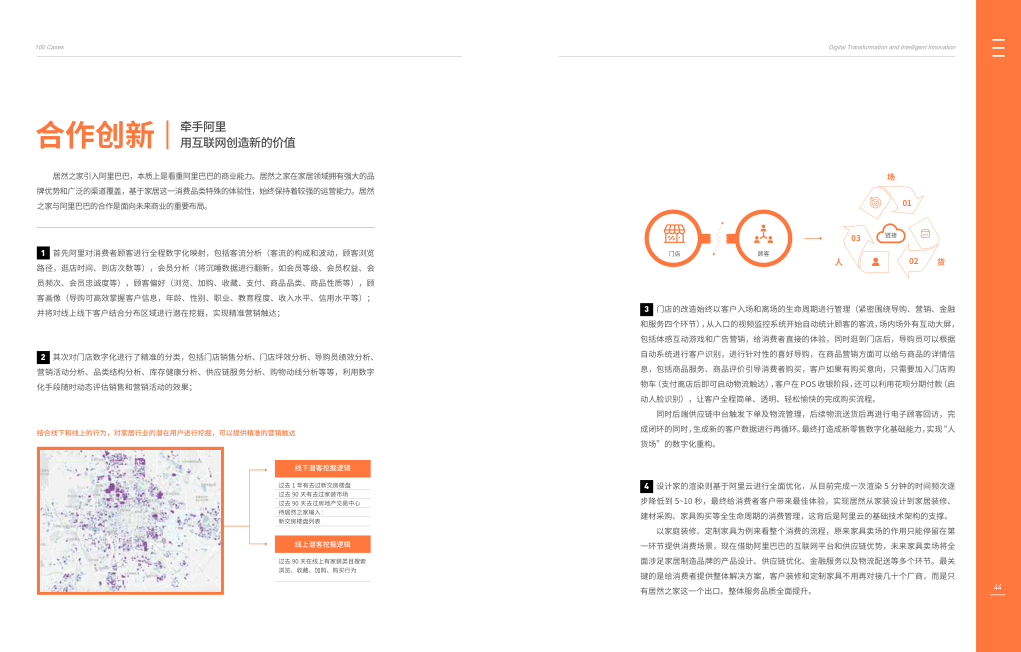 100 Cases
Digital Transformation and Intelligent Innovation
合作创新
牵手阿里
用互联网创造新的价值
居然之家引入阿里巴巴，本质上是看重阿里巴巴的商业能力。居然之家在家居领域拥有强大的品
牌优势和广泛的渠道覆盖，基于家居这一消费品类特殊的体验性，始终保持着较强的运营能力。居然
之家与阿里巴巴的合作是面向未来商业的重要布局。
1 首先阿里对消费者顾客进行全程数字化映射，包括客流分析（客流的构成和波动，顾客浏览
路径，逛店时间、到店次数等），会员分析（将沉睡数据进行翻新，如会员等级、会员权益、会
员频次、会员忠诚度等），顾客偏好（浏览、加购、收藏、支付、商品品类、商品性质等），顾
客画像（导购可高效掌握客户信息，年龄、性别、职业、教育程度、收入水平、信用水平等）；
并将对线上线下客户结合分布区域进行潜在挖掘，实现精准营销触达；
2 其次对门店数字化进行了精准的分类，包括门店销售分析、门店坪效分析、导购员绩效分析、
营销活动分析、品类结构分析、库存健康分析、供应链服务分析、购物动线分析等等，利用数字
化手段随时动态评估销售和营销活动的效果；
结合线下和线上的行为，对家居行业的潜在用户进行挖掘，可以提供精准的营销触达
线下潜客挖掘逻辑
过去 1 年有去过新交房楼盘
过去 90 天有去过家装市场
过去 90 天去过房地产交易中心
待居然之家输入：
新交房楼盘列表
线上潜客挖掘逻辑
过去 90 天在线上有家装类目搜索
浏览、收藏、加购、购买行为
门店
顾客
场
01
03
链接
人
02
货
3 门店的改造始终以客户入场和离场的生命周期进行管理（紧密围绕导购、营销、金融
和服务四个环节），从入口的视频监控系统开始自动统计顾客的客流，场内场外有互动大屏，
包括体感互动游戏和广告营销，给消费者直接的体验，同时逛到门店后，导购员可以根据
自动系统进行客户识别，进行针对性的喜好导购，在商品营销方面可以给与商品的详情信
息，包括商品服务、商品评价引导消费者购买，客户如果有购买意向，只需要加入门店购
物车（支付离店后即可启动物流触达），客户在 POS 收银阶段，还可以利用花呗分期付款（启
动人脸识别），让客户全程简单、透明、轻松愉快的完成购买流程。
同时后端供应链中台触发下单及物流管理，后续物流送货后再进行电子顾客回访，完
成闭环的同时，生成新的客户数据进行再循环。最终打造成新零售数字化基础能力，实现“人
货场”的数字化重构。
4 设计家的渲染则基于阿里云进行全面优化，从目前完成一次渲染 5 分钟的时间频次逐
步降低到 5~10 秒，最终给消费者客户带来最佳体验，实现居然从家装设计到家居装修、
建材采购、家具购买等全生命周期的消费管理，这背后是阿里云的基础技术架构的支撑。
以家庭装修、定制家具为例来看整个消费的流程，原来家具卖场的作用只能停留在第
一环节提供消费场景，现在借助阿里巴巴的互联网平台和供应链优势，未来家具卖场将全
面涉足家居制造品牌的产品设计、供应链优化、金融服务以及物流配送等多个环节。最关
键的是给消费者提供整体解决方案，客户装修和定制家具不用再对接几十个厂商，而是只
有居然之家这一个出口。整体服务品质全面提升。
44